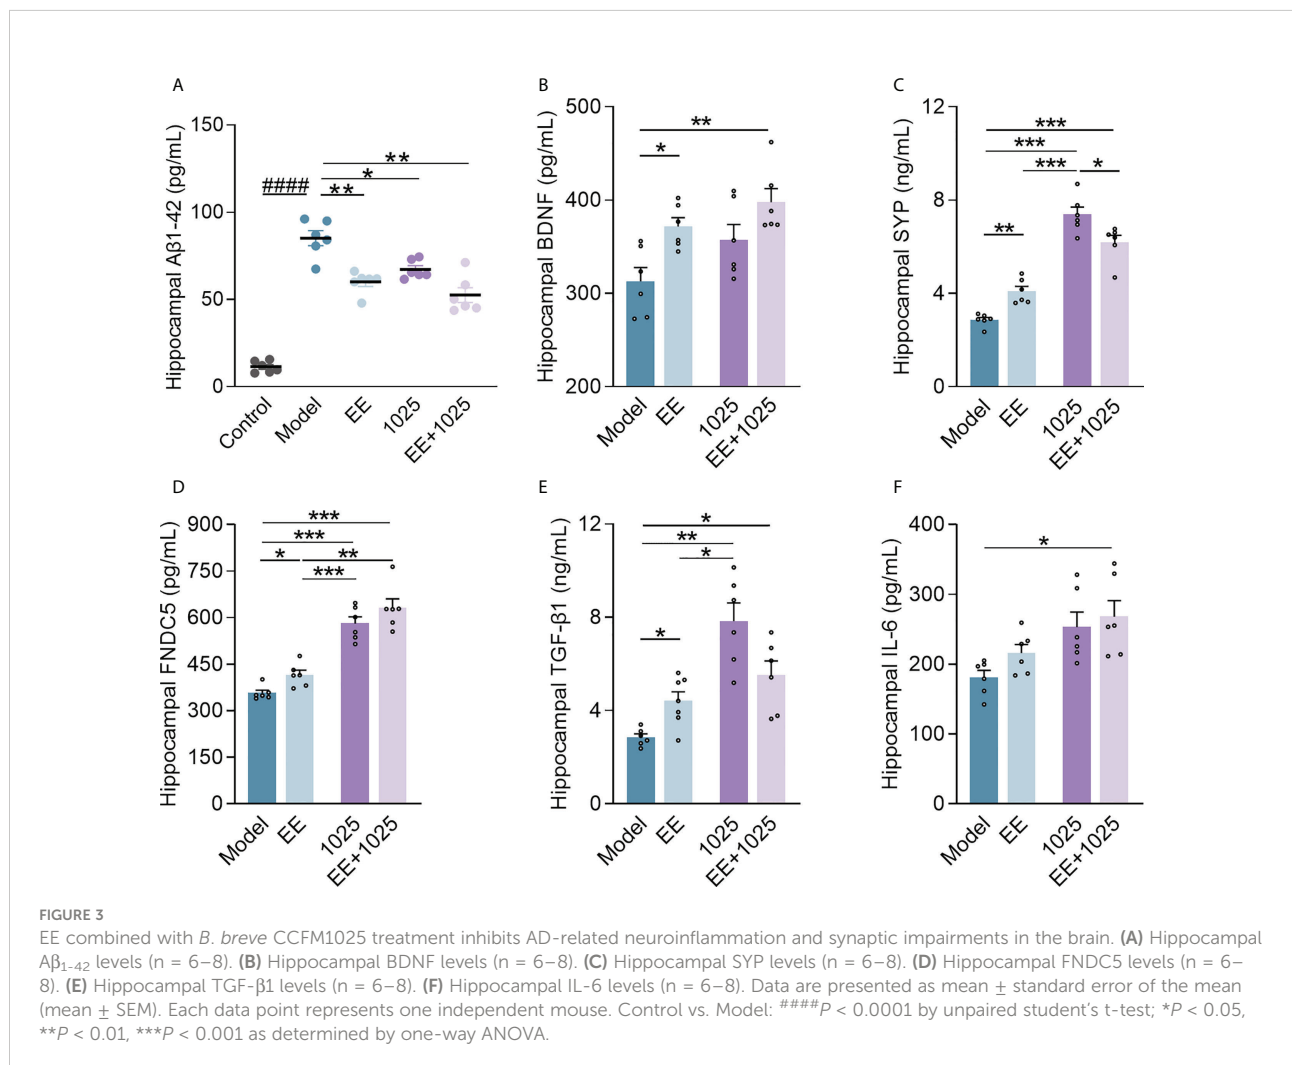 A
Hippocampal Aβ1-42 (pg/mL)
150
100
50
0
####
**
*
**
Control
Model
EE
1025
EE+1025
B
Hippocampal BDNF (pg/mL)
500
400
300
200
**
*
Model
EE
1025
EE+1025
C
Hippocampal SYP (ng/mL)
12
8
4
0
***
***
***
*
**
Model
EE
1025
EE+1025
D
Hippocampal FNDC5 (pg/mL)
900
750
600
450
300
150
0
***
***
*
**
***
Model
EE
1025
EE+1025
E
Hippocampal TGF-β1 (ng/mL)
12
8
4
0
*
**
*
*
Model
EE
1025
EE+1025
F
Hippocampal IL-6 (pg/mL)
400
300
200
100
0
*
Model
EE
1025
EE+1025
FIGURE 3
EE combined with B. breve CCFM1025 treatment inhibits AD-related neuroinflammation and synaptic impairments in the brain. (A) Hippocampal
Aβ1–42 levels (n = 6–8). (B) Hippocampal BDNF levels (n = 6–8). (C) Hippocampal SYP levels (n = 6–8). (D) Hippocampal FNDC5 levels (n = 6–
8). (E) Hippocampal TGF-β1 levels (n = 6–8). (F) Hippocampal IL-6 levels (n = 6–8). Data are presented as mean ± standard error of the mean
(mean ± SEM). Each data point represents one independent mouse. Control vs. Model: ####P < 0.0001 by unpaired student's t-test; *P < 0.05,
**P < 0.01, ***P < 0.001 as determined by one-way ANOVA.